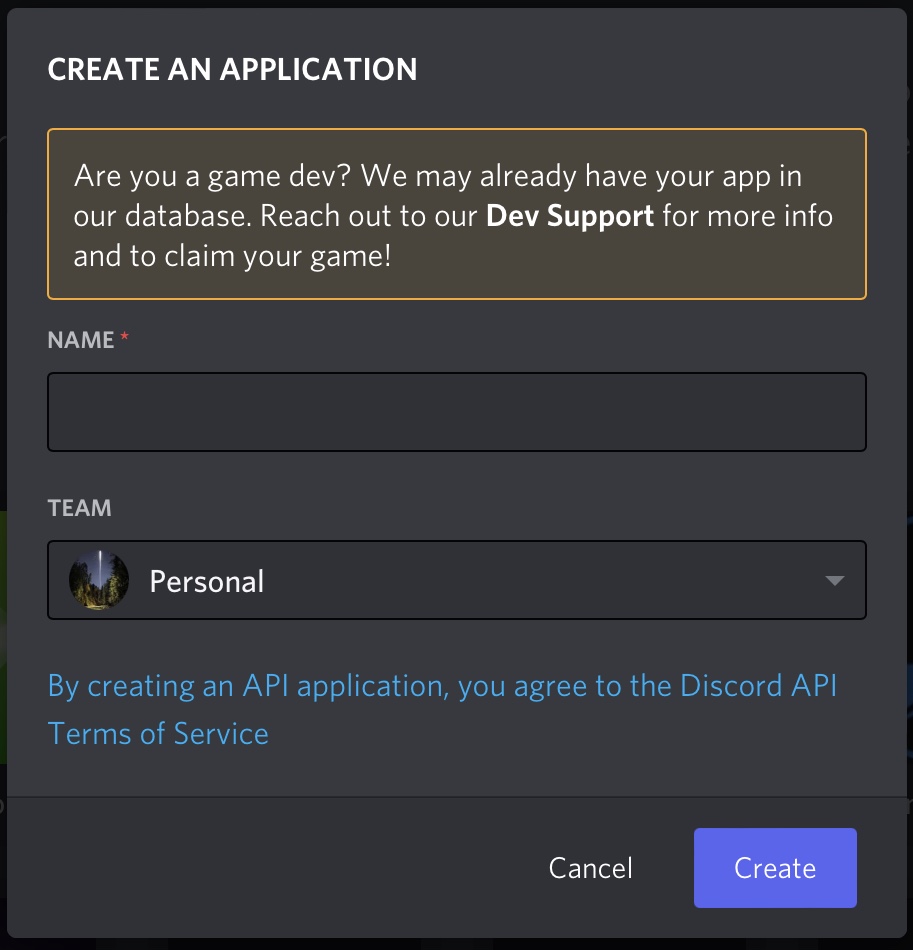 CREATE AN APPLICATION
Are you a game dev? We may already have your app in
our database. Reach out to our Dev Support for more info
and to claim your game!
NAME *
TEAM
Personal
By creating an API application, you agree to the Discord API
Terms of Service
Cancel
Create